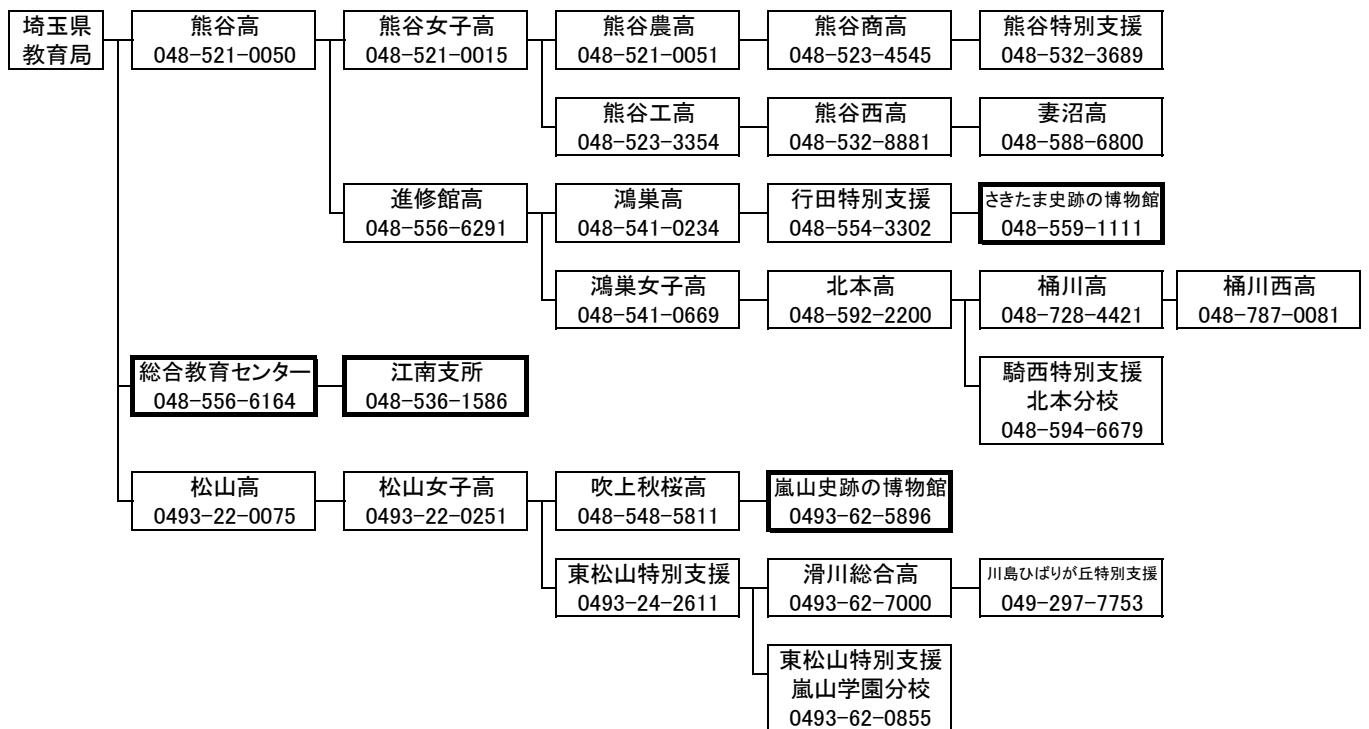 埼玉県
教育局
熊谷高
048-521-0050
熊谷女子高
048-521-0015
熊谷農高
048-521-0051
熊谷商高
048-523-4545
熊谷特別支援
048-532-3689
熊谷工高
048-523-3354
熊谷西高
048-532-8881
妻沼高
048-588-6800
進修館高
048-556-6291
鴻巣高
048-541-0234
行田特別支援
048-554-3302
さきたま史跡の博物館
048-559-1111
鴻巣女子高
048-541-0669
北本高
048-592-2200
桶川高
048-728-4421
桶川西高
048-787-0081
総合教育センター
048-556-6164
江南支所
048-536-1586
騎西特別支援
北本分校
048-594-6679
松山高
0493-22-0075
松山女子高
0493-22-0251
吹上秋桜高
048-548-5811
嵐山史跡の博物館
0493-62-5896
東松山特別支援
0493-24-2611
滑川総合高
0493-62-7000
川島ひばりが丘特別支援
049-297-7753
東松山特別支援
嵐山学園分校
0493-62-0855